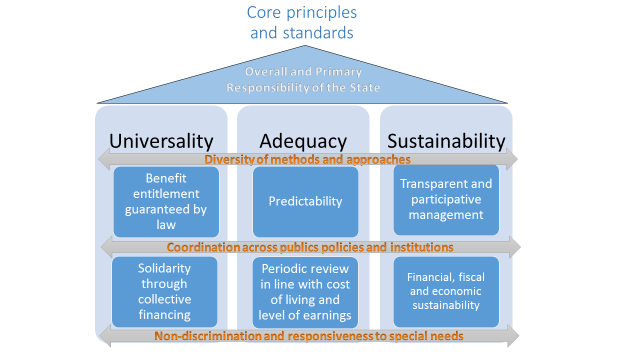 Core principles
and standards
Overall and Primary
Responsibility of the State
Universality
Adequacy
Sustainability
Diversity of methods and approaches
Benefit
entitlement
guaranteed by
law
Predictability
Transparent and
participative
management
Coordination across publics policies and institutions
Solidarity
through
collective
financing
Periodic review
in line with cost
of living and
level of earnings
Financial, fiscal
and economic
sustainability
Non-discrimination and responsiveness to special needs